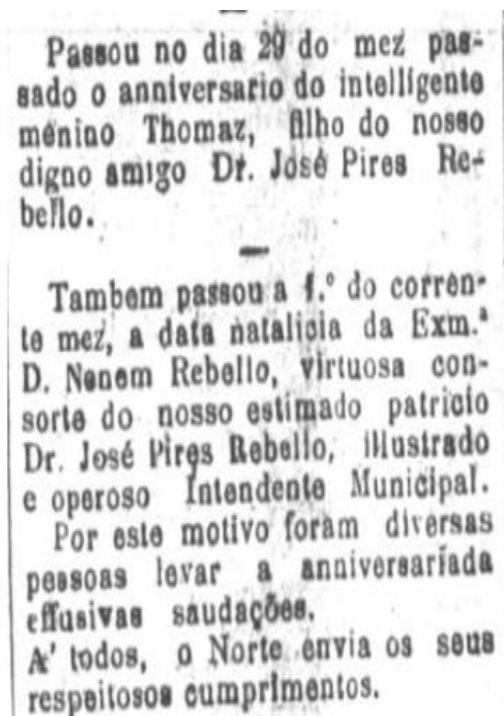 Passou no dia 29 do mez pas-
sado o anniversario do intelligente
menino Thomaz, filho do nosso
digno amigo Dr. José Pires Re-
bello.
Tambem passou a 1.º do corren-
te mez, a data natalicia da Exm.ª
D. Nenem Rebello, virtuosa con-
sorte do nosso estimado patricio
Dr. José Pires Rebello, illustrado
e operoso Intendente Municipal.
Por este motivo foram diversas
pessoas levar a anniversariada
effusivas saudações.
A' todos, o Norte envia os seus
respeitosos cumprimentos.